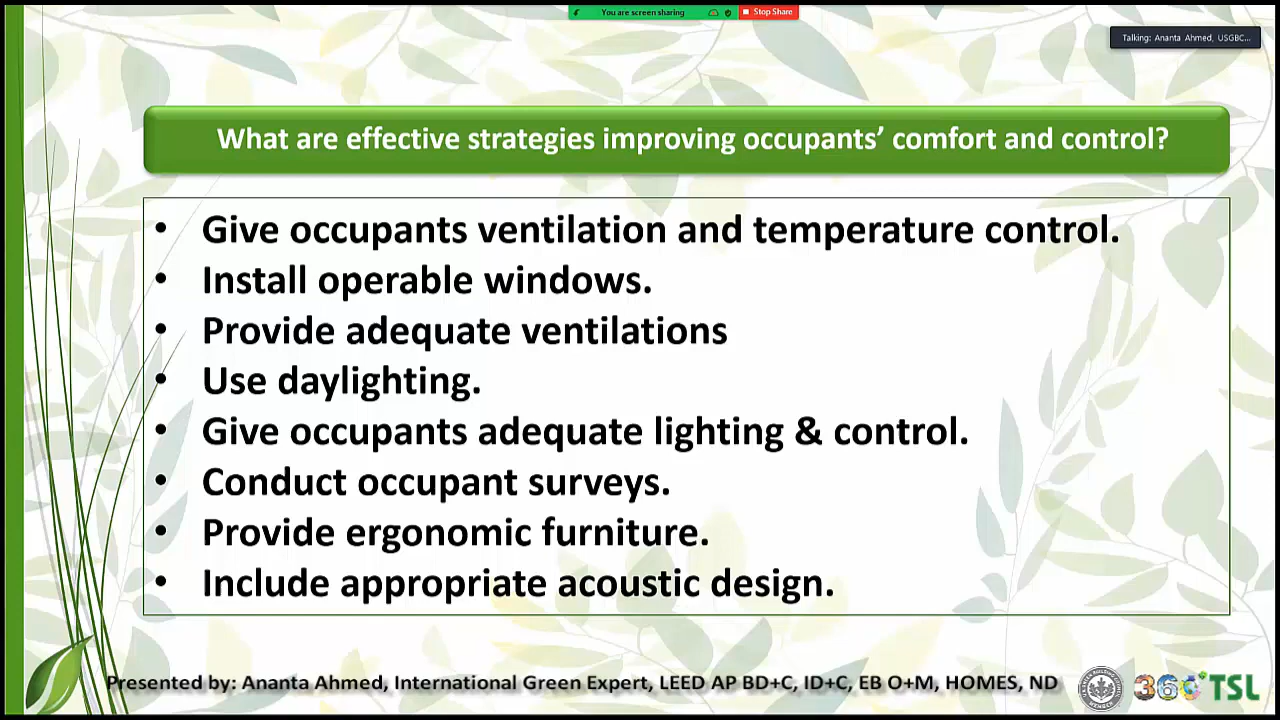 You are screen sharing
Stop Share
Talking: Ananta Ahmed, USGBC...
What are effective strategies improving occupants’ comfort and control?
• Give occupants ventilation and temperature control.
• Install operable windows.
• Provide adequate ventilations
• Use daylighting.
• Give occupants adequate lighting & control.
• Conduct occupant surveys.
• Provide ergonomic furniture.
• Include appropriate acoustic design.
Presented by: Ananta Ahmed, International Green Expert, LEED AP BD+C, ID+C, EB O+M, HOMES, ND
360 TSL